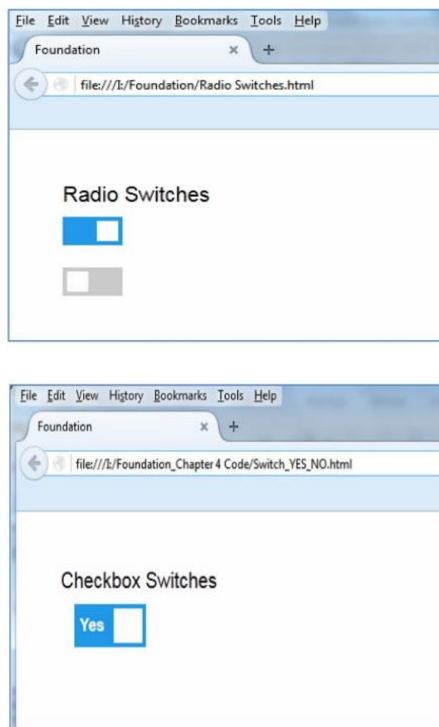 File Edit View History Bookmarks Tools Help
Foundation × +
file:///I:/Foundation/Radio Switches.html
Radio Switches
File Edit View History Bookmarks Tools Help
Foundation × +
file:///I:/Foundation_Chapter 4 Code/Switch_YES_NO.html
Checkbox Switches
Yes